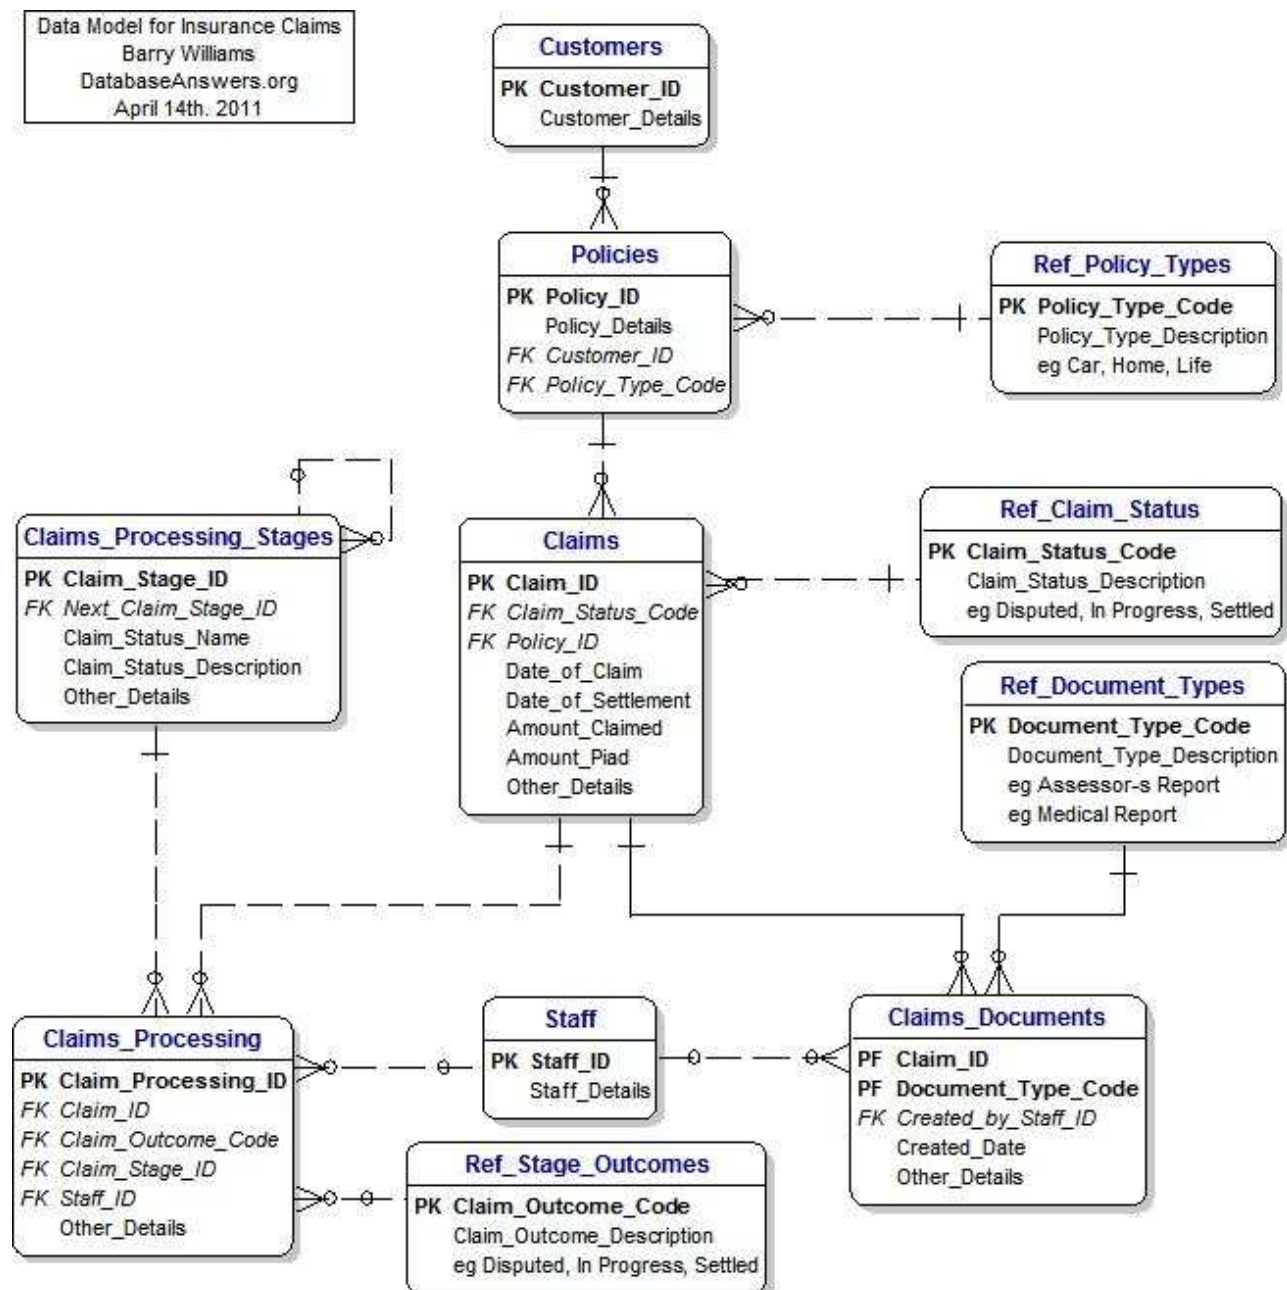 Data Model for Insurance Claims
Barry Williams
DatabaseAnswers.org
April 14th. 2011
Customers
PK Customer_ID
Customer_Details
Policies
PK Policy_ID
Policy_Details
FK Customer_ID
FK Policy_Type_Code
Ref_Policy_Types
PK Policy_Type_Code
Policy_Type_Description
eg Car, Home, Life
Claims_Processing_Stages
PK Claim_Stage_ID
FK Next_Claim_Stage_ID
Claim_Status_Name
Claim_Status_Description
Other_Details
Claims
PK Claim_ID
FK Claim_Status_Code
FK Policy_ID
Date_of_Claim
Date_of_Settlement
Amount_Claimed
Amount_Piad
Other_Details
Ref_Claim_Status
PK Claim_Status_Code
Claim_Status_Description
eg Disputed, In Progress, Settled
Ref_Document_Types
PK Document_Type_Code
Document_Type_Description
eg Assessor-s Report
eg Medical Report
Claims_Processing
PK Claim_Processing_ID
FK Claim_ID
FK Claim_Outcome_Code
FK Claim_Stage_ID
FK Staff_ID
Other_Details
Staff
PK Staff_ID
Staff_Details
Ref_Stage_Outcomes
PK Claim_Outcome_Code
Claim_Outcome_Description
eg Disputed, In Progress, Settled
Claims_Documents
PF Claim_ID
PF Document_Type_Code
FK Created_by_Staff_ID
Created_Date
Other_Details